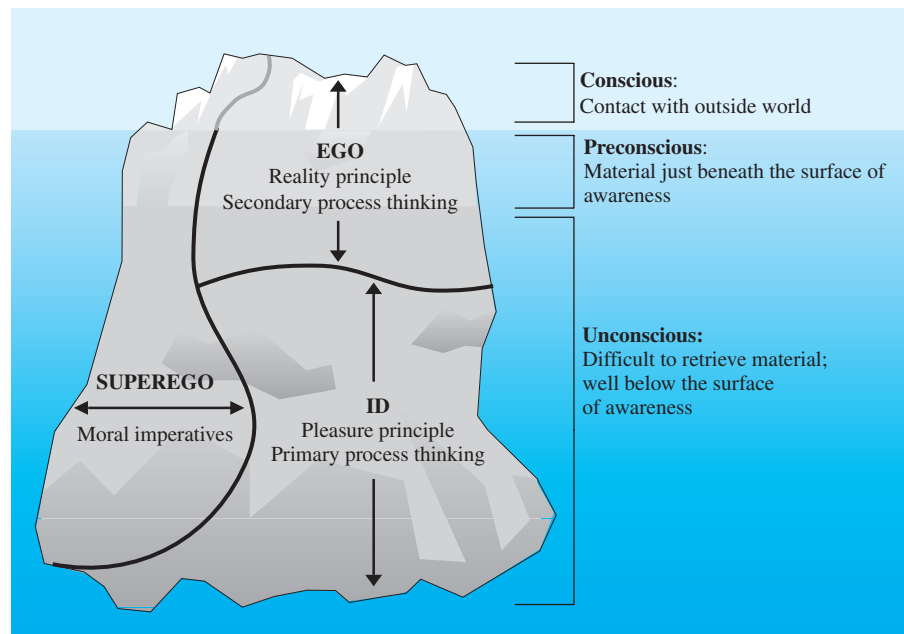 Conscious:
Contact with outside world
EGO
Reality principle
Secondary process thinking
Preconscious:
Material just beneath the surface of
awareness
SUPEREGO
Moral imperatives
ID
Pleasure principle
Primary process thinking
Unconscious:
Difficult to retrieve material;
well below the surface
of awareness